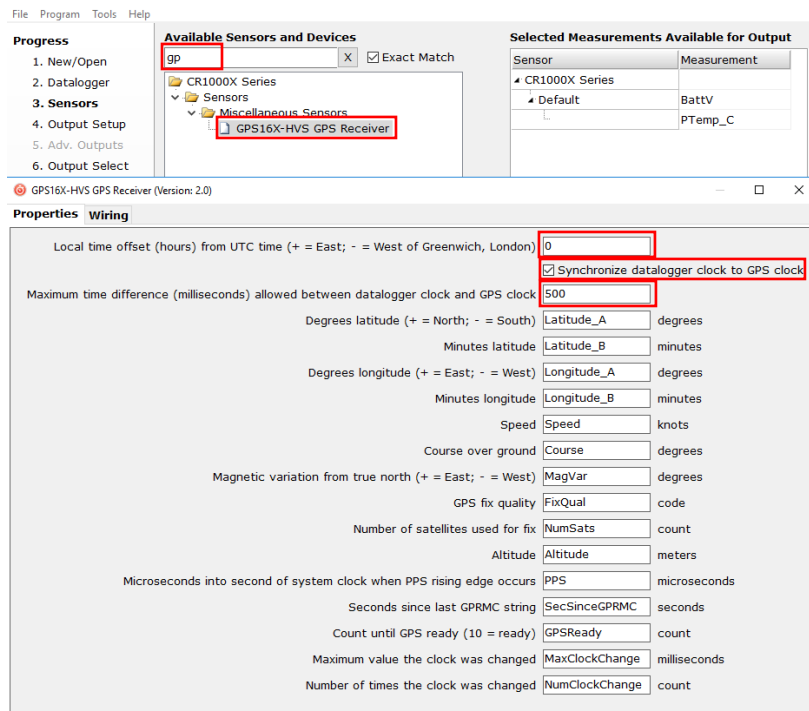 File Program Tools Help
Progress
1. New/Open
2. Datalogger
3. Sensors
4. Output Setup
5. Adv. Outputs
6. Output Select
Available Sensors and Devices
gp X Exact Match
CR1000X Series
Sensors
Miscellaneous Sensors
GPS16X-HVS GPS Receiver
Selected Measurements Available for Output
Sensor Measurement
CR1000X Series
Default BattV
PTemp_C
GPS16X-HVS GPS Receiver (Version: 2.0)
Properties Wiring
Local time offset (hours) from UTC time (+ = East; - = West of Greenwich, London) 0
Synchronize datalogger clock to GPS clock
Maximum time difference (milliseconds) allowed between datalogger clock and GPS clock 500
Degrees latitude (+ = North; - = South) Latitude_A degrees
Minutes latitude Latitude_B minutes
Degrees longitude (+ = East; - = West) Longitude_A degrees
Minutes longitude Longitude_B minutes
Speed Speed knots
Course over ground Course degrees
Magnetic variation from true north (+ = East; - = West) MagVar degrees
GPS fix quality FixQual code
Number of satellites used for fix NumSats count
Altitude Altitude meters
Microseconds into second of system clock when PPS rising edge occurs PPS microseconds
Seconds since last GPRMC string SecSinceGPRMC seconds
Count until GPS ready (10 = ready) GPSReady count
Maximum value the clock was changed MaxClockChange milliseconds
Number of times the clock was changed NumClockChange count